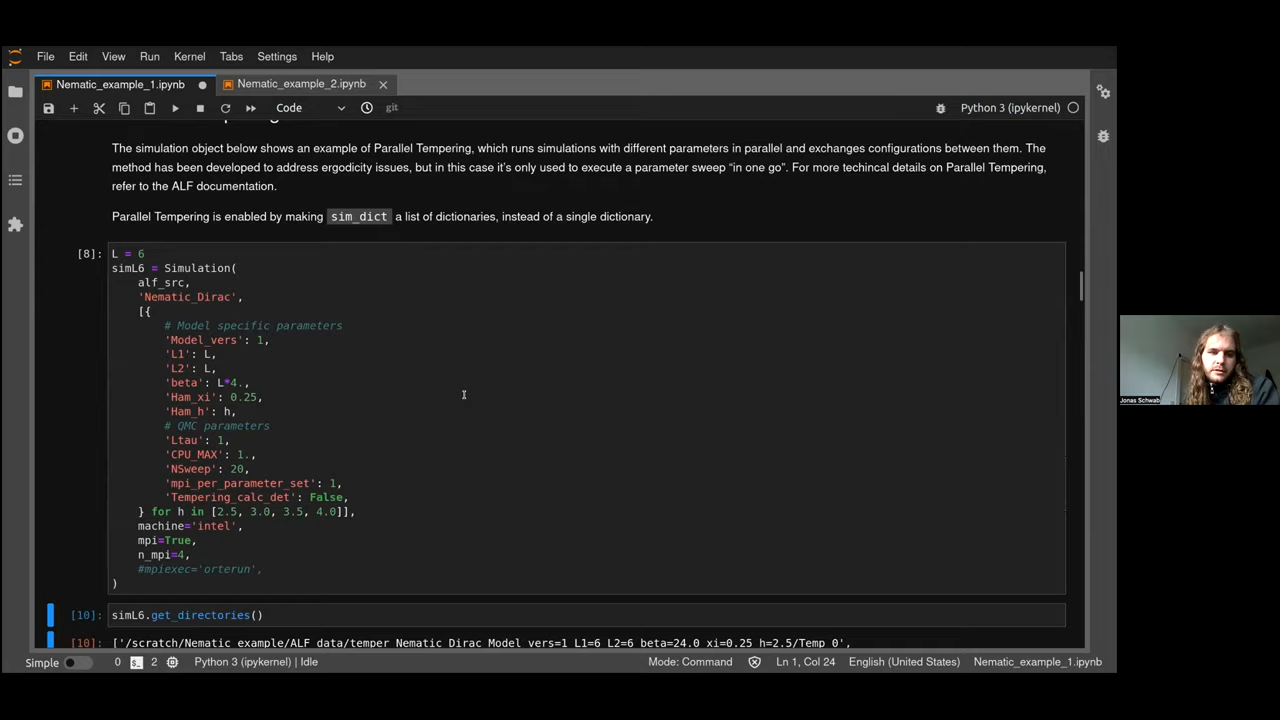 File Edit View Run Kernel Tabs Settings Help
Nematic_example_1.ipynb Nematic_example_2.ipynb
Code git Python 3 (ipykernel)
The simulation object below shows an example of Parallel Tempering, which runs simulations with different parameters in parallel and exchanges configurations between them. The
method has been developed to address ergodicity issues, but in this case it's only used to execute a parameter sweep "in one go". For more techincal details on Parallel Tempering,
refer to the ALF documentation.
Parallel Tempering is enabled by making sim_dict a list of dictionaries, instead of a single dictionary.
[8]: L = 6
simL6 = Simulation(
alf_src,
'Nematic_Dirac',
[{
# Model specific parameters
'Model_vers': 1,
'L1': L,
'L2': L,
'beta': L*4.,
'Ham_xi': 0.25,
'Ham_h': h,
# QMC parameters
'Ltau': 1,
'CPU_MAX': 1.,
'NSweep': 20,
'mpi_per_parameter_set': 1,
'Tempering_calc_det': False,
} for h in [2.5, 3.0, 3.5, 4.0]],
machine='intel',
mpi=True,
n_mpi=4,
#mpiexec='orterun',
)
[10]: simL6.get_directories()
[10]: ['/scratch/Nematic_example/ALF_data/temper_Nematic_Dirac_Model_vers=1_L1=6_L2=6_beta=24.0_xi=0.25_h=2.5/Temp_0',
Simple 0 2 Python 3 (ipykernel) | Idle Mode: Command Ln 1, Col 24 English (United States) Nematic_example_1.ipynb
Jonas Schwab